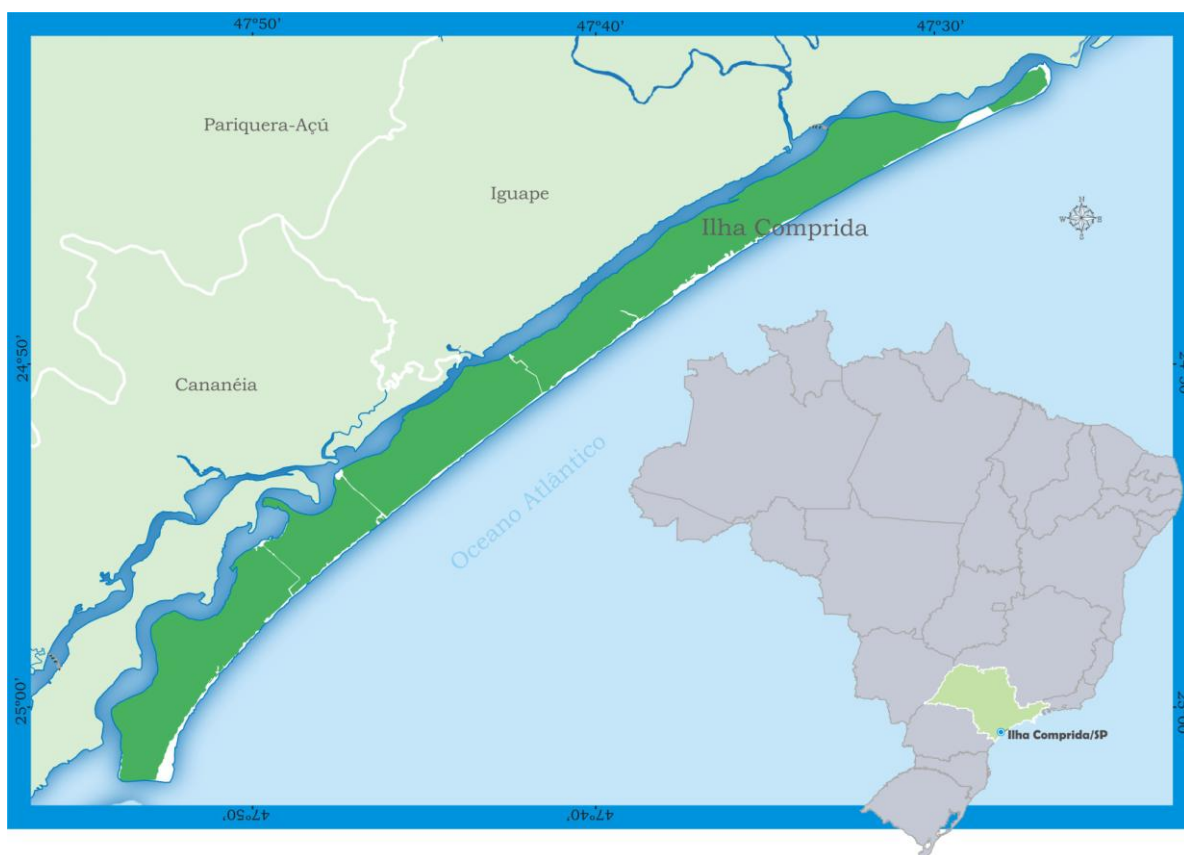 47°50'
47°40'
47°30'
Pariquera-Açú
Iguape
Ilha Comprida
24°50'
Cananéia
Oceano Atlântico
25°00'
Ilha Comprida/SP
47°50'
47°40'